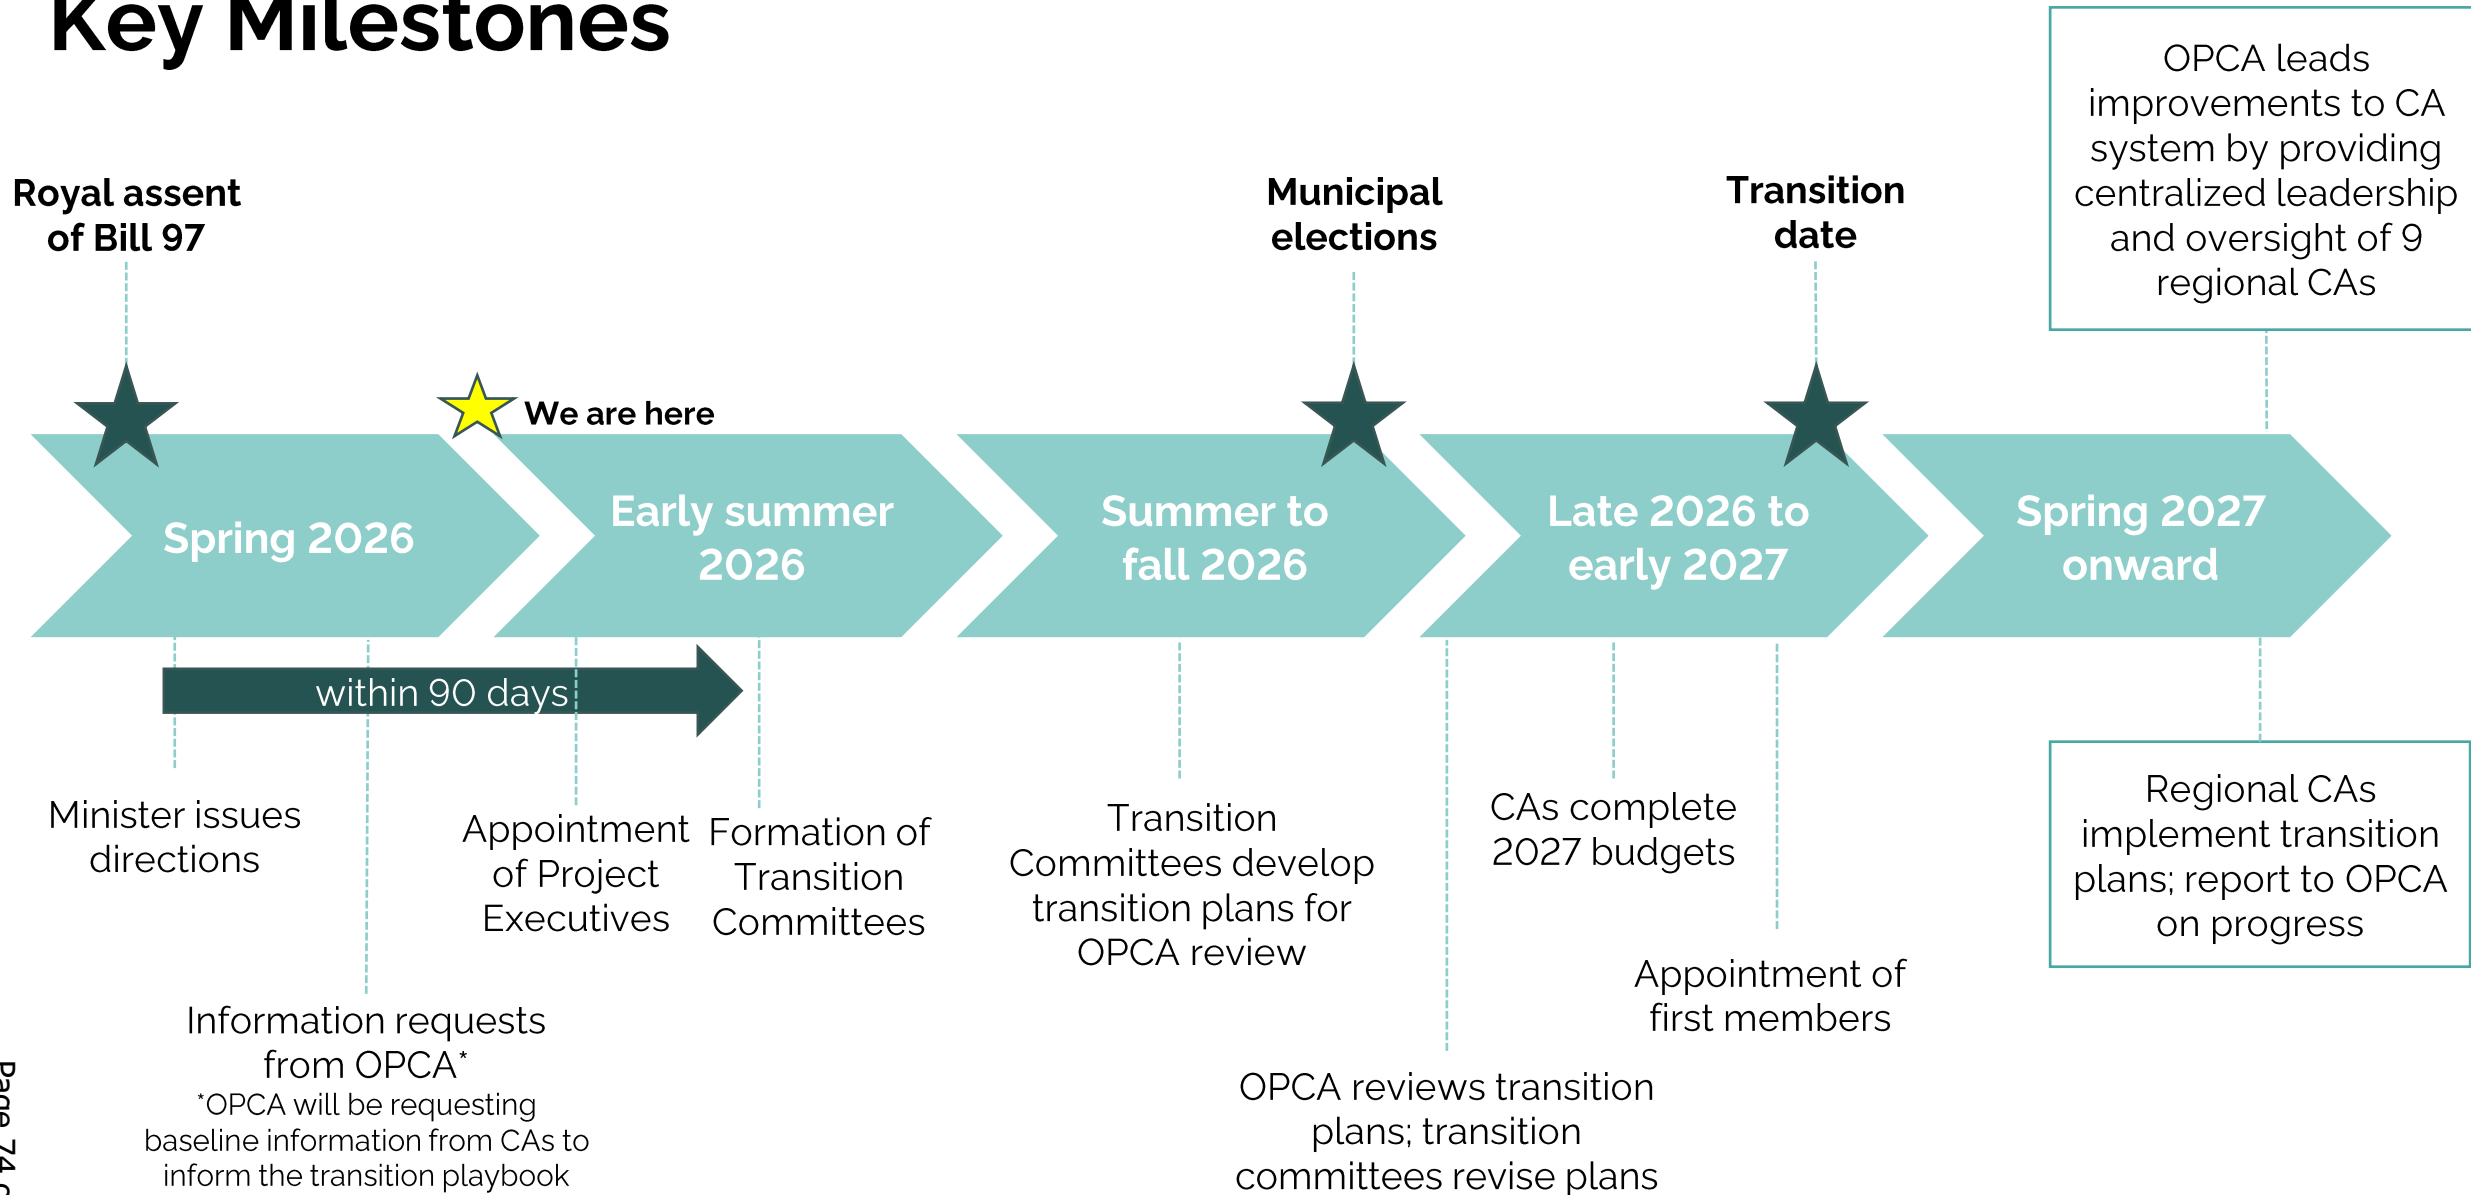 Key Milestones
Royal assent
of Bill 97
We are here
Municipal
elections
Transition
date
OPCA leads
improvements to CA
system by providing
centralized leadership
and oversight of 9
regional CAs
Spring 2026
Early summer
2026
Summer to
fall 2026
Late 2026 to
early 2027
Spring 2027
onward
within 90 days
Minister issues
directions
Information requests
from OPCA*
*OPCA will be requesting
baseline information from CAs to
inform the transition playbook
Appointment
of Project
Executives
Formation of
Transition
Committees
Transition
Committees develop
transition plans for
OPCA review
OPCA reviews transition
plans; transition
committees revise plans
CAs complete
2027 budgets
Appointment of
first members
Regional CAs
implement transition
plans; report to OPCA
on progress
Page 74